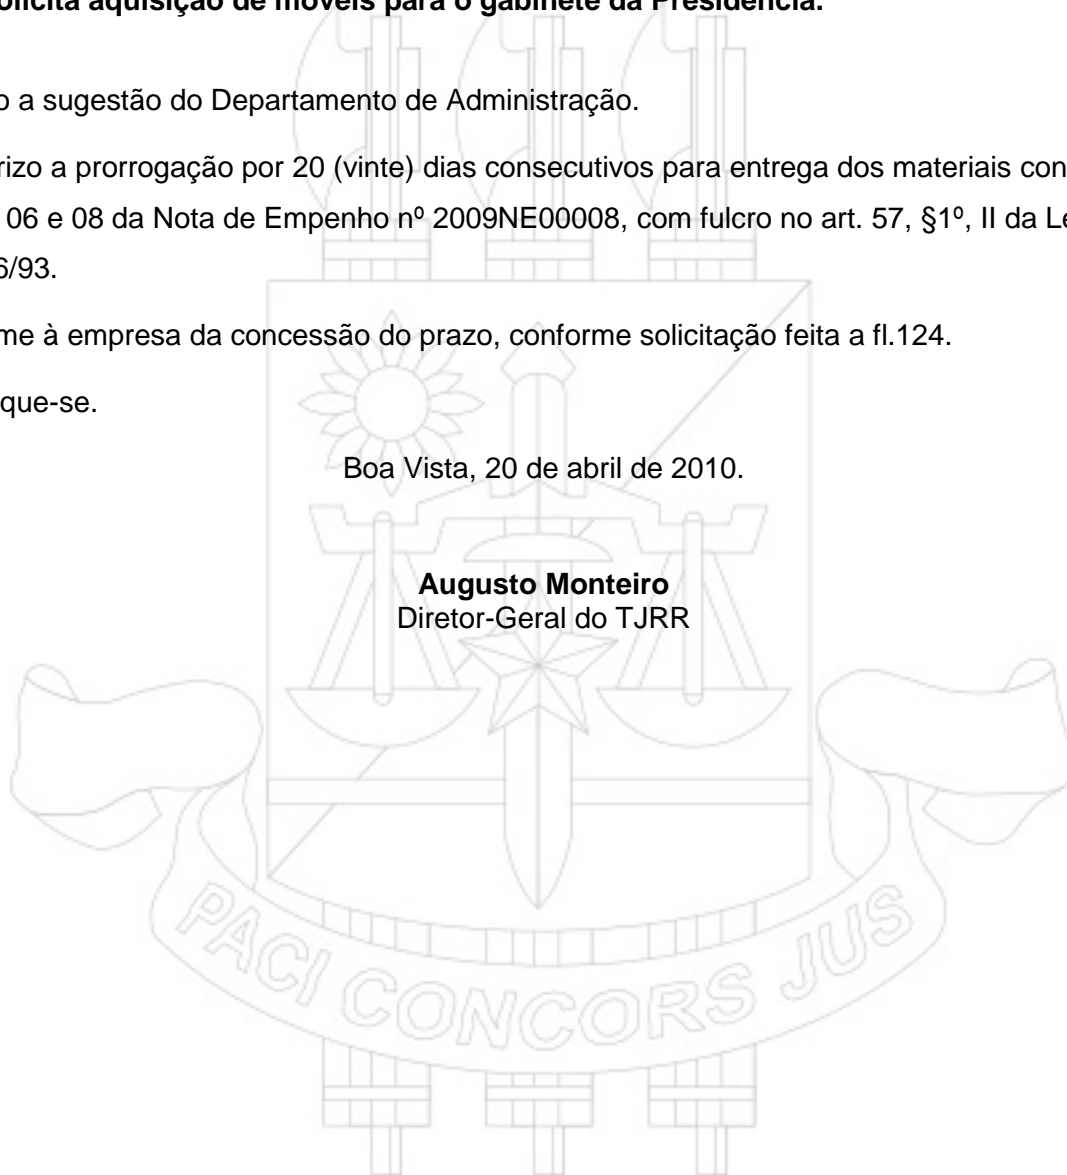 olicita aquisição de móveis para o gabinete da Presidência.
o a sugestão do Departamento de Administração.
rizo a prorrogação por 20 (vinte) dias consecutivos para entrega dos materiais con
06 e 08 da Nota de Empenho nº 2009NE00008, com fulcro no art. 57, §1º, II da Le
6/93.
me à empresa da concessão do prazo, conforme solicitação feita a fl.124.
que-se.
Boa Vista, 20 de abril de 2010.
Augusto Monteiro
Diretor-Geral do TJRR
PACI CONCORS JUS